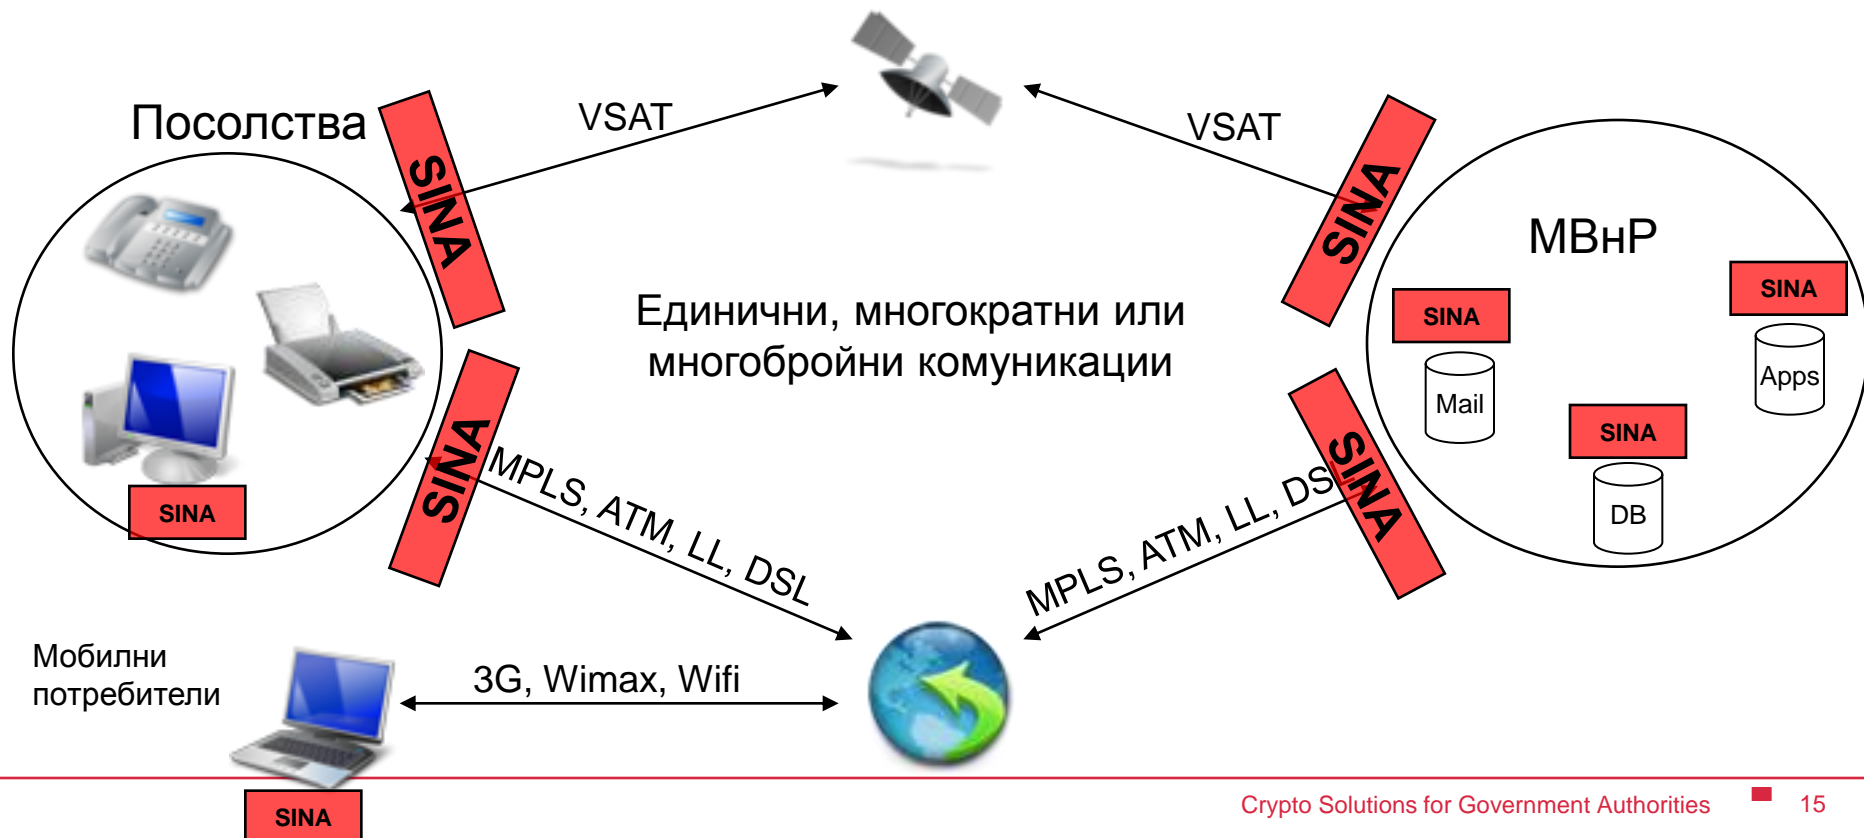 Посолства
VSAT
VSAT
SINA
SINA
МВнР
SINA
SINA
Единични, многократни или
многобройни комуникации
Mail
Apps
SINA
SINA
SINA
DB
SINA
MPLS, ATM, LL, DSL
MPLS, ATM, LL, DSL
Мобилни
потребители
3G, Wimax, Wifi
SINA
Crypto Solutions for Government Authorities
15